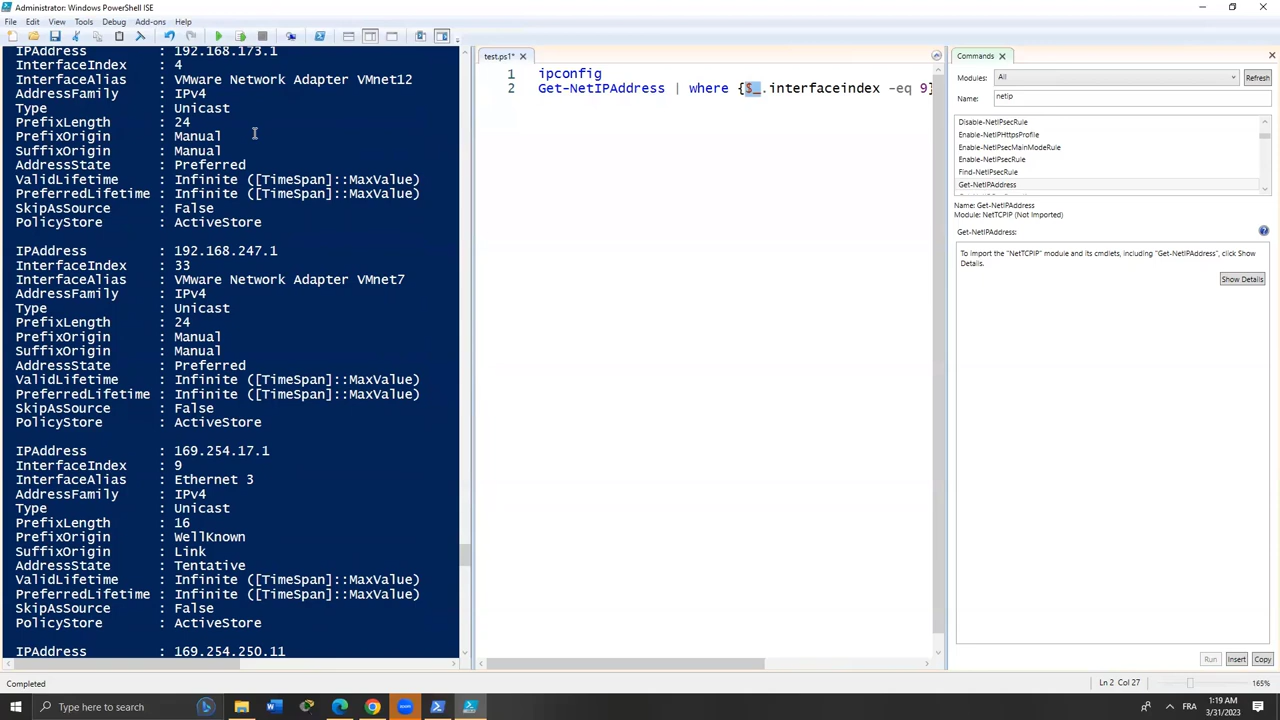 Administrator: Windows PowerShell ISE
File Edit View Tools Debug Add-ons Help
IPAddress : 192.168.173.1
InterfaceIndex : 4
InterfaceAlias : VMware Network Adapter VMnet12
AddressFamily : IPv4
Type : Unicast
PrefixLength : 24
PrefixOrigin : Manual
SuffixOrigin : Manual
AddressState : Preferred
ValidLifetime : Infinite ([TimeSpan]::MaxValue)
PreferredLifetime : Infinite ([TimeSpan]::MaxValue)
SkipAsSource : False
PolicyStore : ActiveStore
IPAddress : 192.168.247.1
InterfaceIndex : 33
InterfaceAlias : VMware Network Adapter VMnet7
AddressFamily : IPv4
Type : Unicast
PrefixLength : 24
PrefixOrigin : Manual
SuffixOrigin : Manual
AddressState : Preferred
ValidLifetime : Infinite ([TimeSpan]::MaxValue)
PreferredLifetime : Infinite ([TimeSpan]::MaxValue)
SkipAsSource : False
PolicyStore : ActiveStore
IPAddress : 169.254.17.1
InterfaceIndex : 9
InterfaceAlias : Ethernet 3
AddressFamily : IPv4
Type : Unicast
PrefixLength : 16
PrefixOrigin : WellKnown
SuffixOrigin : Link
AddressState : Tentative
ValidLifetime : Infinite ([TimeSpan]::MaxValue)
PreferredLifetime : Infinite ([TimeSpan]::MaxValue)
SkipAsSource : False
PolicyStore : ActiveStore
IPAddress : 169.254.250.11
test.ps1*
1 ipconfig
2 Get-NetIPAddress | where {$_.interfaceindex -eq 9}
Commands
Modules: All Refresh
Name: netip
Disable-NetIPsecRule
Enable-NetIPHttpsProfile
Enable-NetIPsecMainModeRule
Enable-NetIPsecRule
Find-NetIPsecRule
Get-NetIPAddress
Name: Get-NetIPAddress
Module: NetTCPIP (Not Imported)
Get-NetIPAddress:
To import the "NetTCPIP" module and its cmdlets, including "Get-NetIPAddress", click Show
Details.
Show Details
Run Insert Copy
Completed
Ln 2 Col 27
165%
Type here to search
zoom
FRA
1:19 AM
3/31/2023